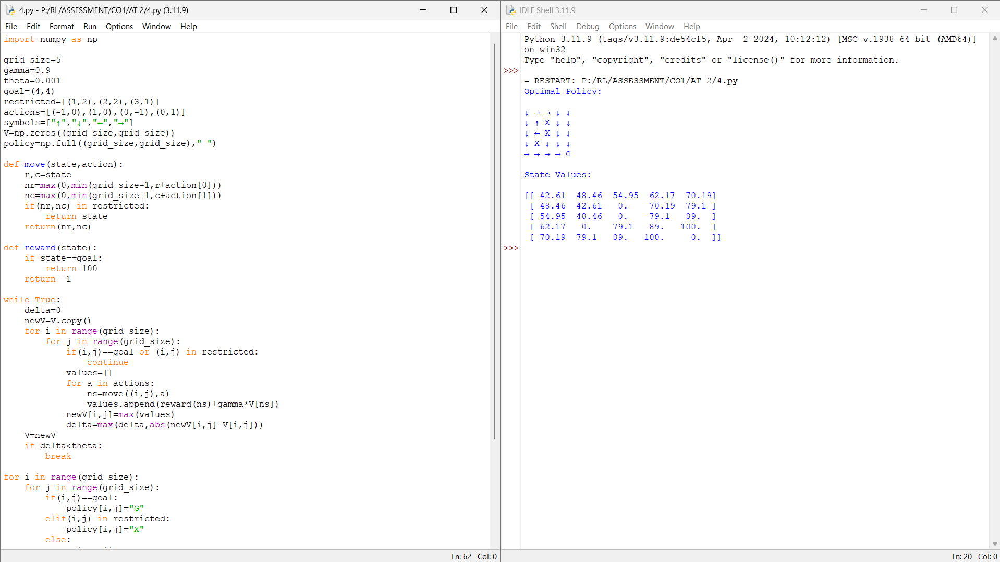 4.py - P:/RL/ASSESSMENT/CO1/AT 2/4.py (3.11.9)
File Edit Format Run Options Window Help
import numpy as np

grid_size=5
gamma=0.9
theta=0.001
goal=(4,4)
restricted=[(1,2),(2,2),(3,1)]
actions=[(-1,0),(1,0),(0,-1),(0,1)]
symbols=["↑","↓","←","→"]
V=np.zeros((grid_size,grid_size))
policy=np.full((grid_size,grid_size)," ")

def move(state,action):
    r,c=state
    nr=max(0,min(grid_size-1,r+action[0]))
    nc=max(0,min(grid_size-1,c+action[1]))
    if(nr,nc) in restricted:
        return state
    return(nr,nc)

def reward(state):
    if state==goal:
        return 100
    return -1

while True:
    delta=0
    newV=V.copy()
    for i in range(grid_size):
        for j in range(grid_size):
            if(i,j)==goal or (i,j) in restricted:
                continue
            values=[]
            for a in actions:
                ns=move((i,j),a)
                values.append(reward(ns)+gamma*V[ns])
            newV[i,j]=max(values)
            delta=max(delta,abs(newV[i,j]-V[i,j]))
    V=newV
    if delta<theta:
        break

for i in range(grid_size):
    for j in range(grid_size):
        if(i,j)==goal:
            policy[i,j]="G"
        elif(i,j) in restricted:
            policy[i,j]="X"
        else:
Ln: 62 Col: 0
IDLE Shell 3.11.9
File Edit Shell Debug Options Window Help
Python 3.11.9 (tags/v3.11.9:de54cf5, Apr  2 2024, 10:12:12) [MSC v.1938 64 bit (AMD64)]
on win32
Type "help", "copyright", "credits" or "license()" for more information.
>>>
= RESTART: P:/RL/ASSESSMENT/CO1/AT 2/4.py
Optimal Policy:

↓ → → ↓ ↓
↓ ↑ X ↓ ↓
↓ ← X ↓ ↓
↓ X ↓ ↓ ↓
→ → → → G

State Values:

[[ 42.61  48.46  54.95  62.17  70.19]
 [ 48.46  42.61   0.    70.19  79.1 ]
 [ 54.95  48.46   0.    79.1   89.  ]
 [ 62.17   0.    79.1   89.   100.  ]
 [ 70.19  79.1   89.   100.     0.  ]]
>>>
Ln: 20 Col: 0